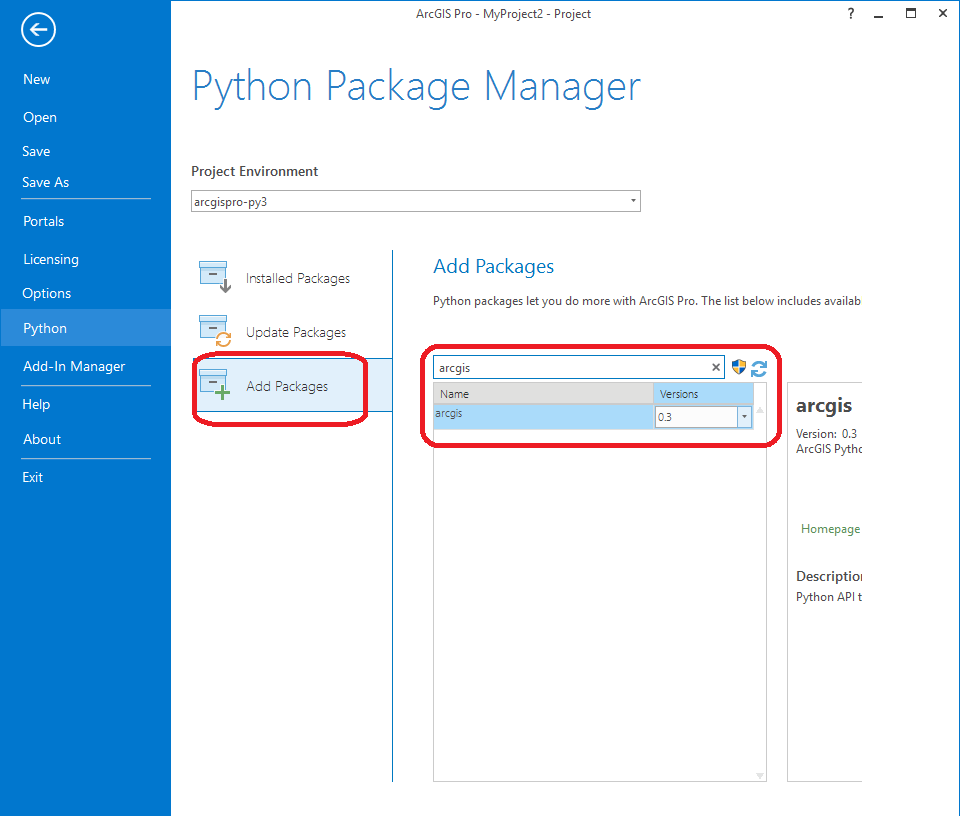 ArcGIS Pro - MyProject2 - Project
?
New
Open
Save
Save As
Portals
Licensing
Options
Python
Add-In Manager
Help
About
Exit
Python Package Manager
Project Environment
arcgispro-py3
Installed Packages
Update Packages
Add Packages
Add Packages
Python packages let you do more with ArcGIS Pro. The list below includes availab
arcgis
Name Versions
arcgis 0.3
arcgis
Version: 0.3
ArcGIS Pytho
Homepage
Description
Python API t